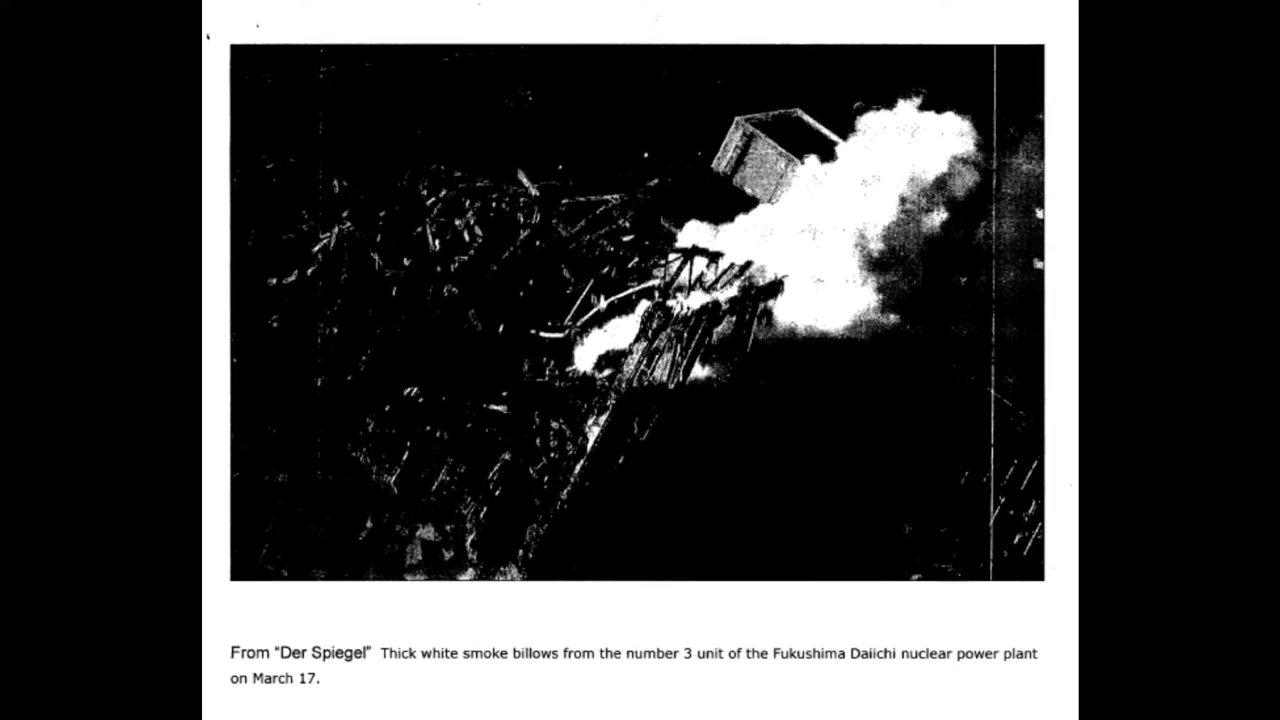 From "Der Spiegel" Thick white smoke billows from the number 3 unit of the Fukushima Daiichi nuclear power plant
on March 17.